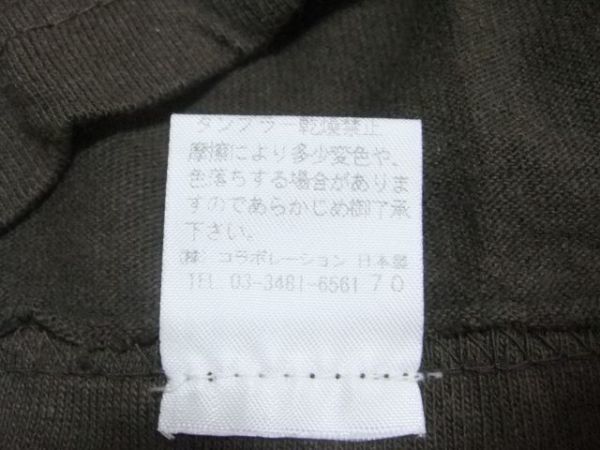 タンブラー乾燥禁止
摩擦により多少変色や、
色落ちする場合がありま
すのであらかじめ御了承
下さい。
(株) コラボレーション 日本製
TEL 03-3481-6561 70